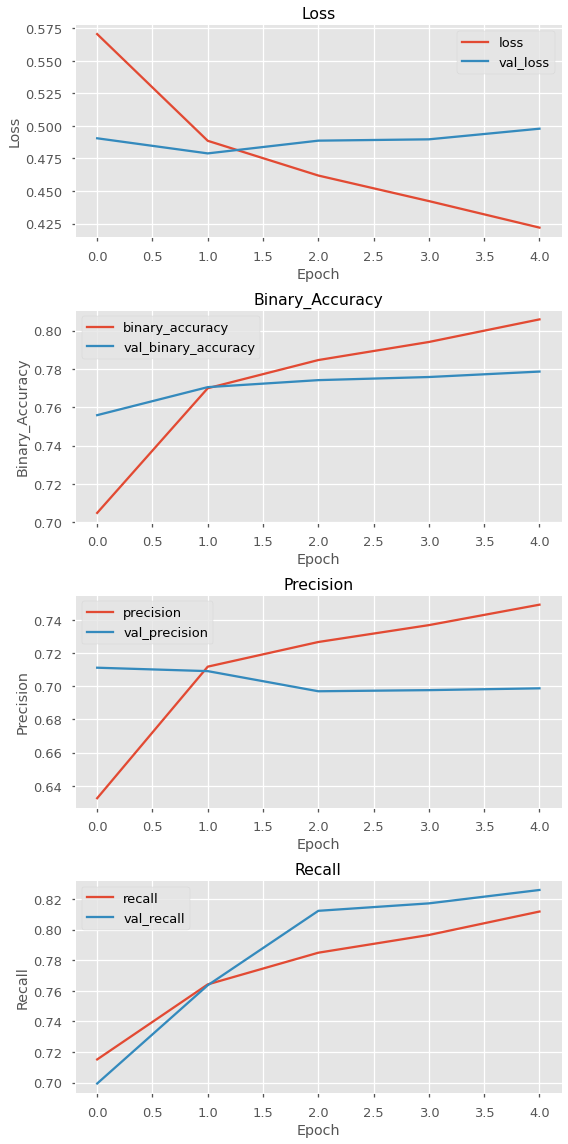 Loss
0.575
0.550
0.525
0.500
0.475
0.450
0.425
Loss
loss
val_loss
0.0 0.5 1.0 1.5 2.0 2.5 3.0 3.5 4.0
Epoch
Binary_Accuracy
0.80
0.78
0.76
0.74
0.72
0.70
Binary_Accuracy
binary_accuracy
val_binary_accuracy
0.0 0.5 1.0 1.5 2.0 2.5 3.0 3.5 4.0
Epoch
Precision
0.74
0.72
0.70
0.68
0.66
0.64
Precision
precision
val_precision
0.0 0.5 1.0 1.5 2.0 2.5 3.0 3.5 4.0
Epoch
Recall
0.82
0.80
0.78
0.76
0.74
0.72
0.70
Recall
recall
val_recall
0.0 0.5 1.0 1.5 2.0 2.5 3.0 3.5 4.0
Epoch